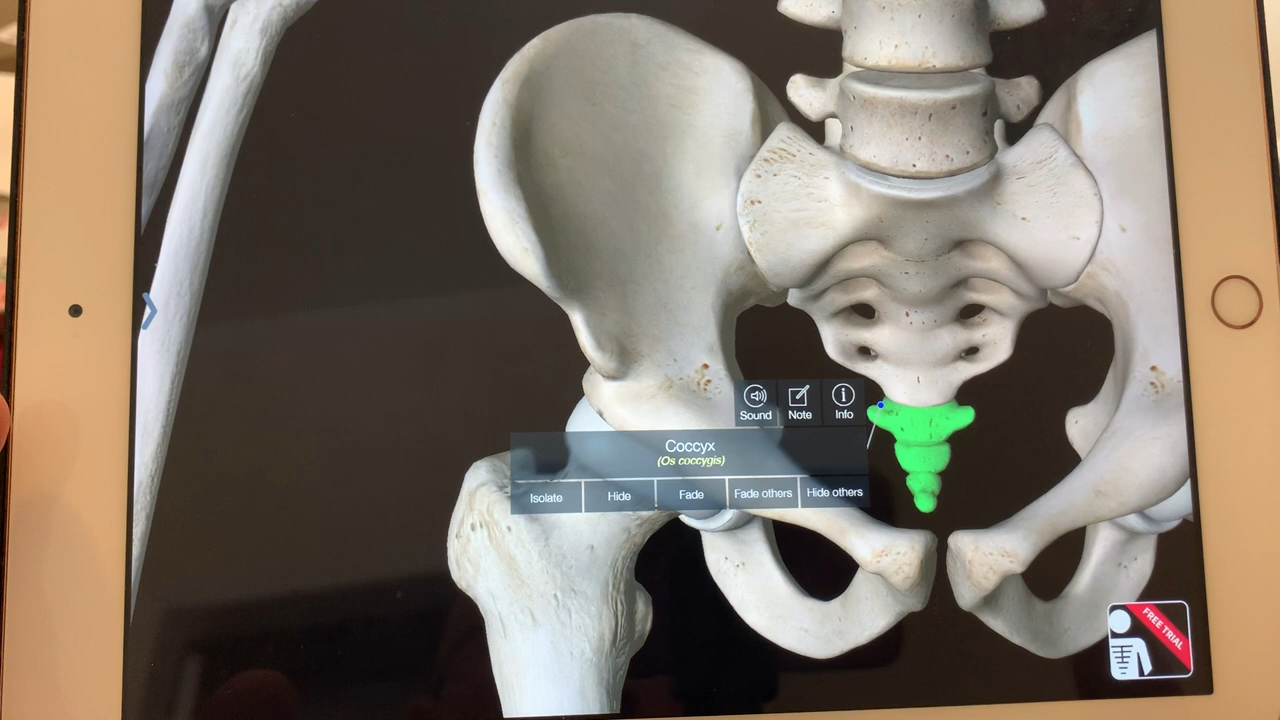 Sound Note Info
Coccyx
(Os coccygis)
Isolate Hide Fade Fade others Hide others
FREE TRIAL